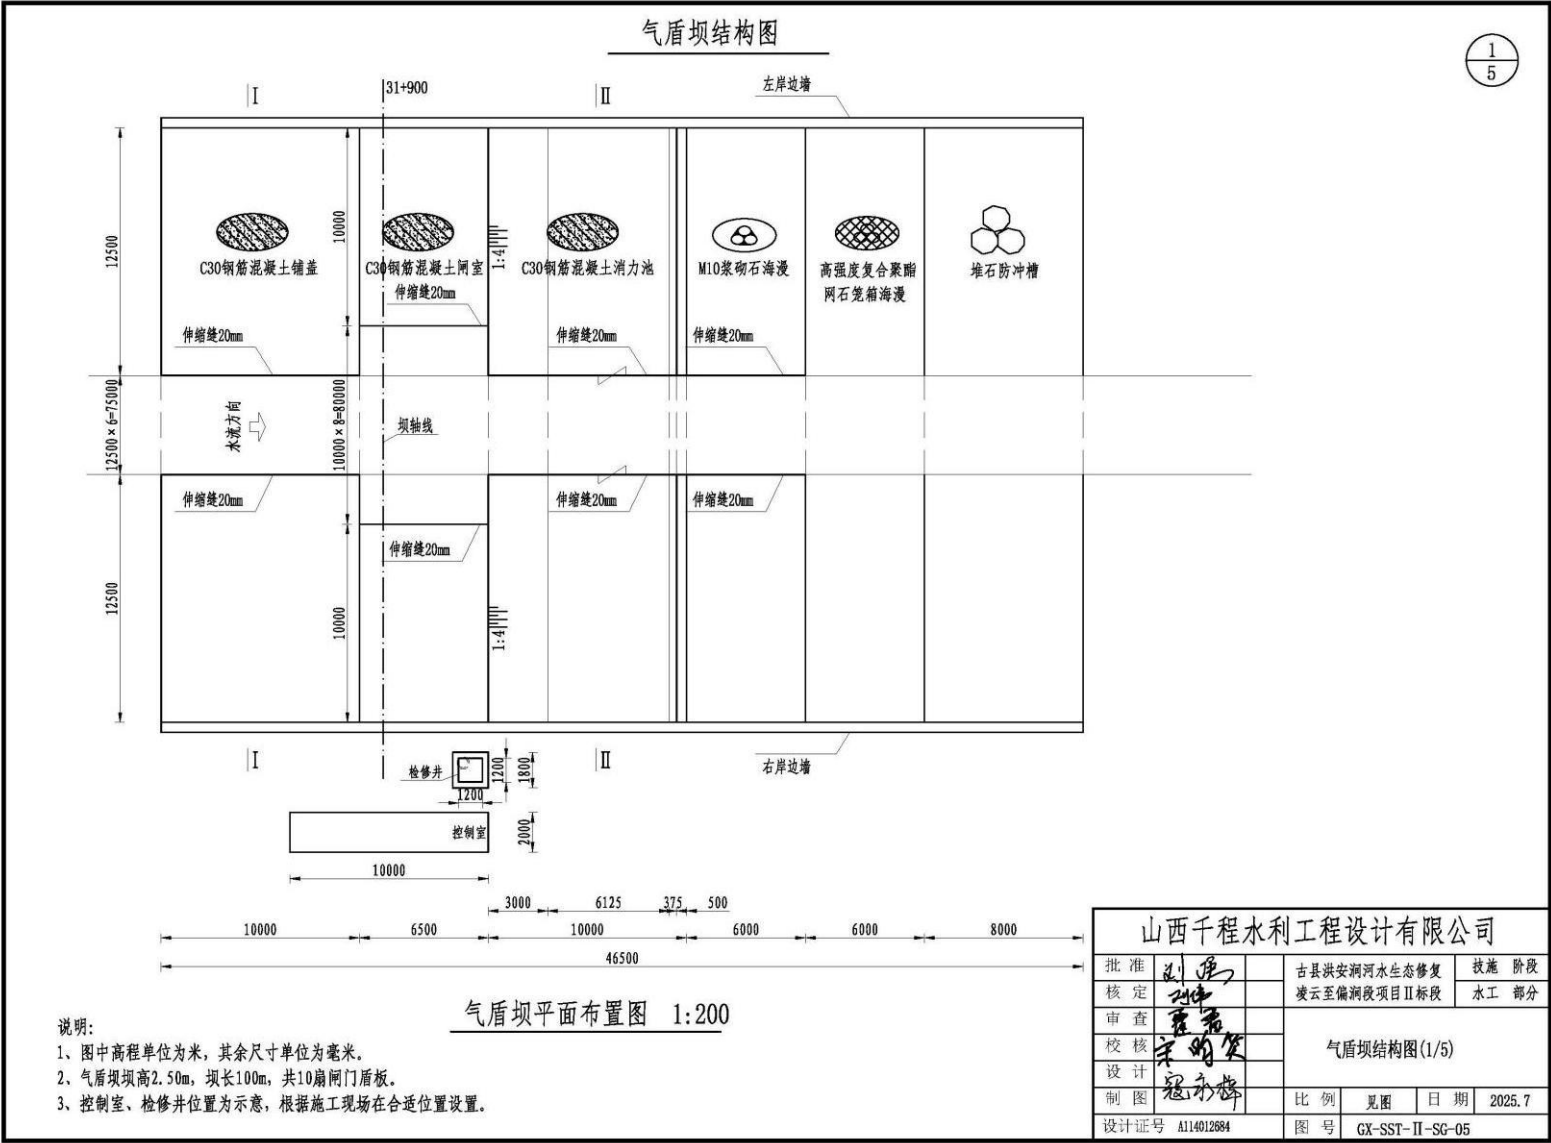 气盾坝结构图
1
5
I
31+900
II
左岸边墙
12500
10000
1:4
C30钢筋混凝土铺盖
C30钢筋混凝土闸室
C30钢筋混凝土消力池
M10浆砌石海漫
高强度复合聚酯
网石笼箱海漫
堆石防冲槽
伸缩缝20mm
伸缩缝20mm
伸缩缝20mm
伸缩缝20mm
12500×6=75000
水流方向
10000×8=80000
坝轴线
伸缩缝20mm
伸缩缝20mm
伸缩缝20mm
伸缩缝20mm
12500
10000
1:4
I
II
右岸边墙
检修井
1200
1800
1200
控制室
2000
10000
3000
6125
375
500
10000
6500
10000
6000
6000
8000
46500
气盾坝平面布置图 1:200
说明:
1、图中高程单位为米，其余尺寸单位为毫米。
2、气盾坝坝高2.50m，坝长100m，共10扇闸门盾板。
3、控制室、检修井位置为示意，根据施工现场在合适位置设置。
山西千程水利工程设计有限公司
批准
核定
审查
校核
设计
制图
古县洪安涧河水生态修复
凌云至偏涧段项目II标段
技施 阶段
水工 部分
气盾坝结构图(1/5)
比例 见图 日期 2025.7
设计证号 A114012684
图号 GX-SST-II-SG-05